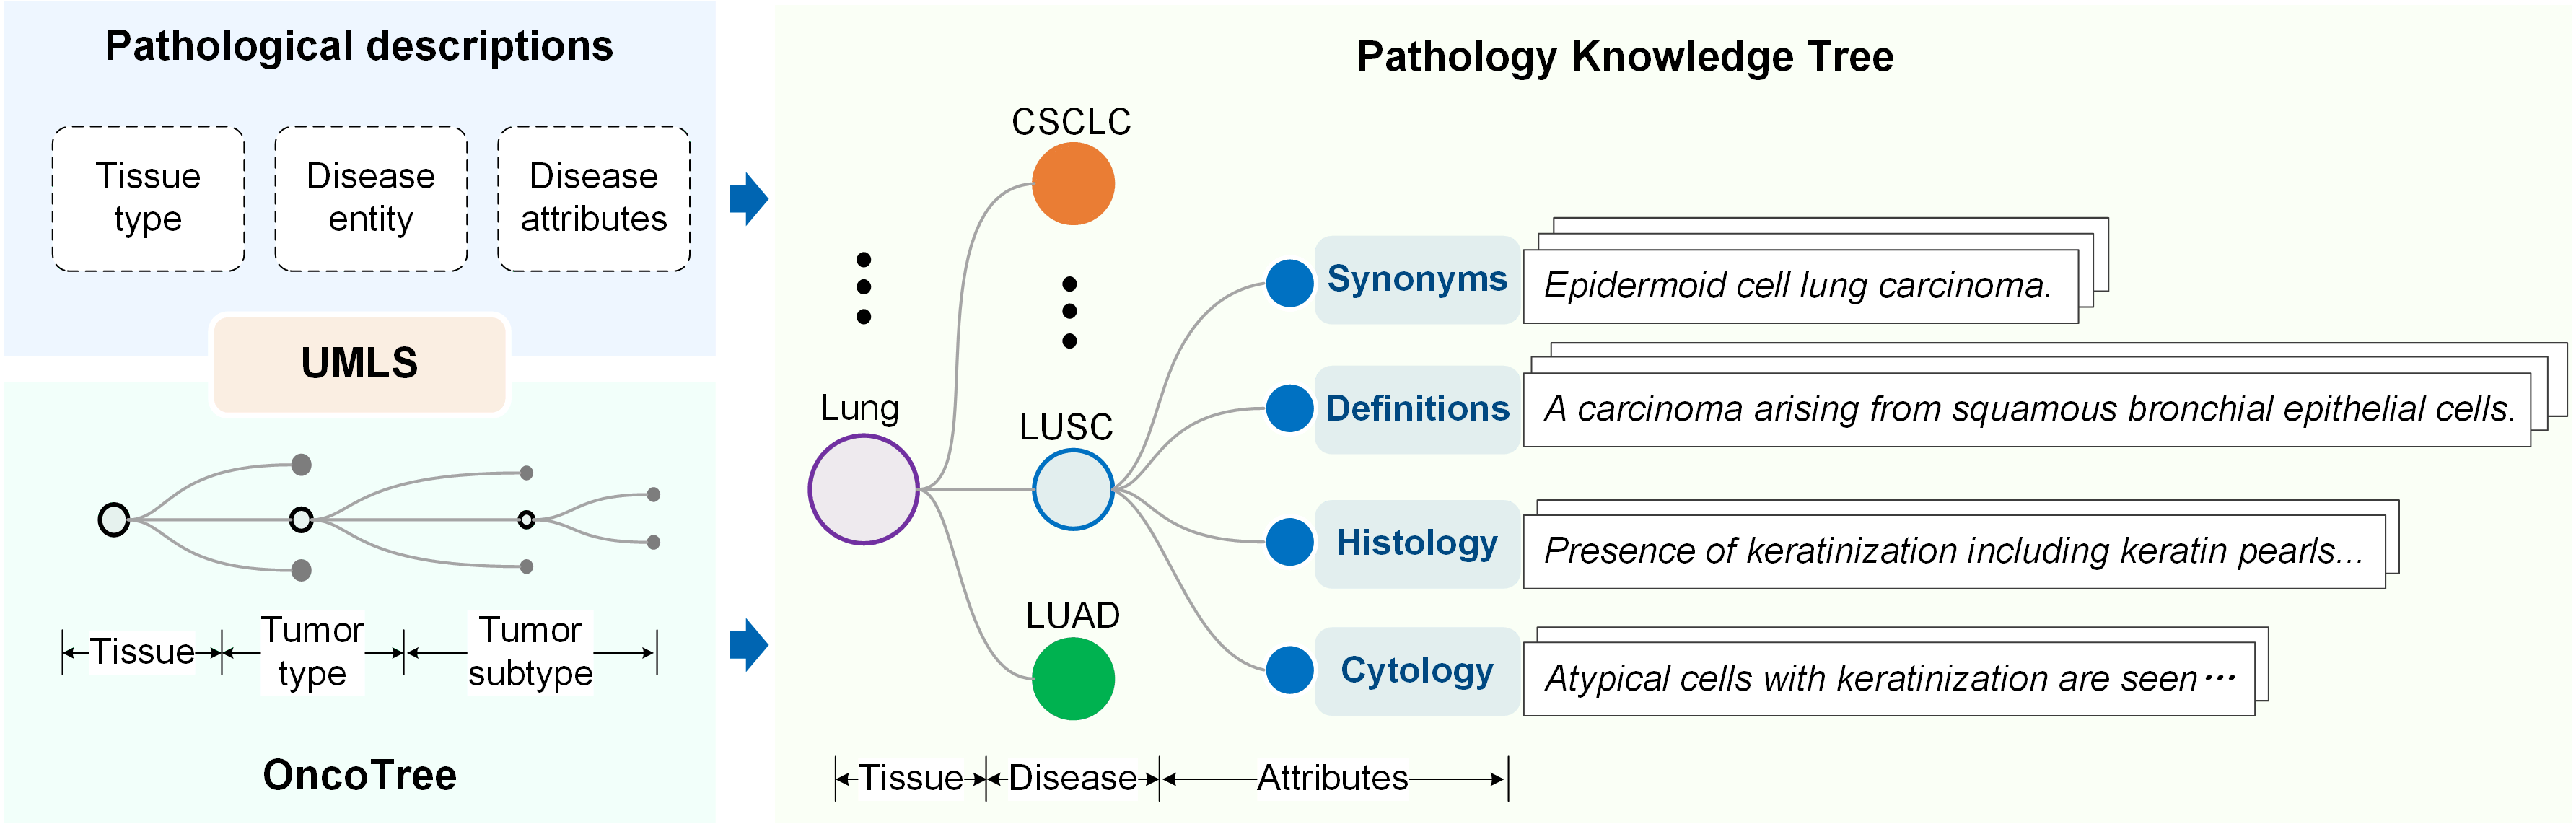 Pathological descriptions
Tissue
type
Disease
entity
Disease
attributes
UMLS
Tissue
Tumor
type
Tumor
subtype
OncoTree
Pathology Knowledge Tree
CSCLC
Lung
LUSC
LUAD
Synonyms
Epidermoid cell lung carcinoma.
Definitions
A carcinoma arising from squamous bronchial epithelial cells.
Histology
Presence of keratinization including keratin pearls...
Cytology
Atypical cells with keratinization are seen···
Tissue
Disease
Attributes